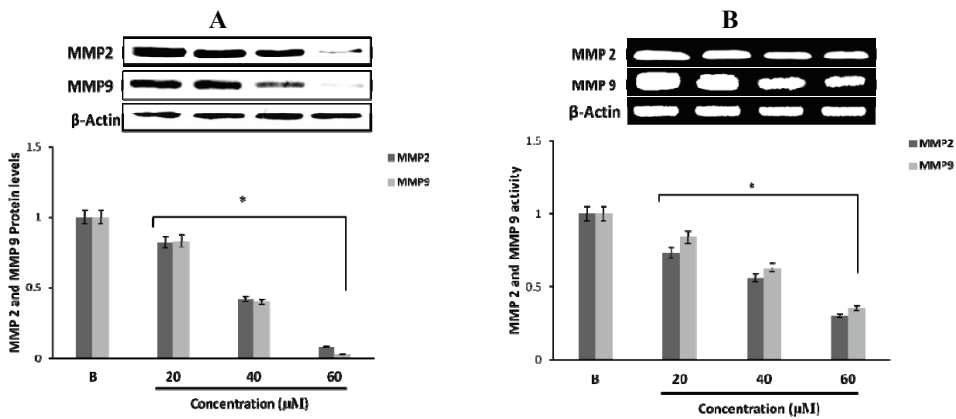 A
MMP2
MMP9
β-Actin
MMP 2 and MMP 9 Protein levels
1.5
1
0.5
0
MMP2
MMP9
*
B 20 40 60
Concentration (µM)
B
MMP 2
MMP 9
β-Actin
MMP 2 and MMP 9 activity
1.5
1
0.5
0
MMP2
MMP9
*
B 20 40 60
Concentration (µM)